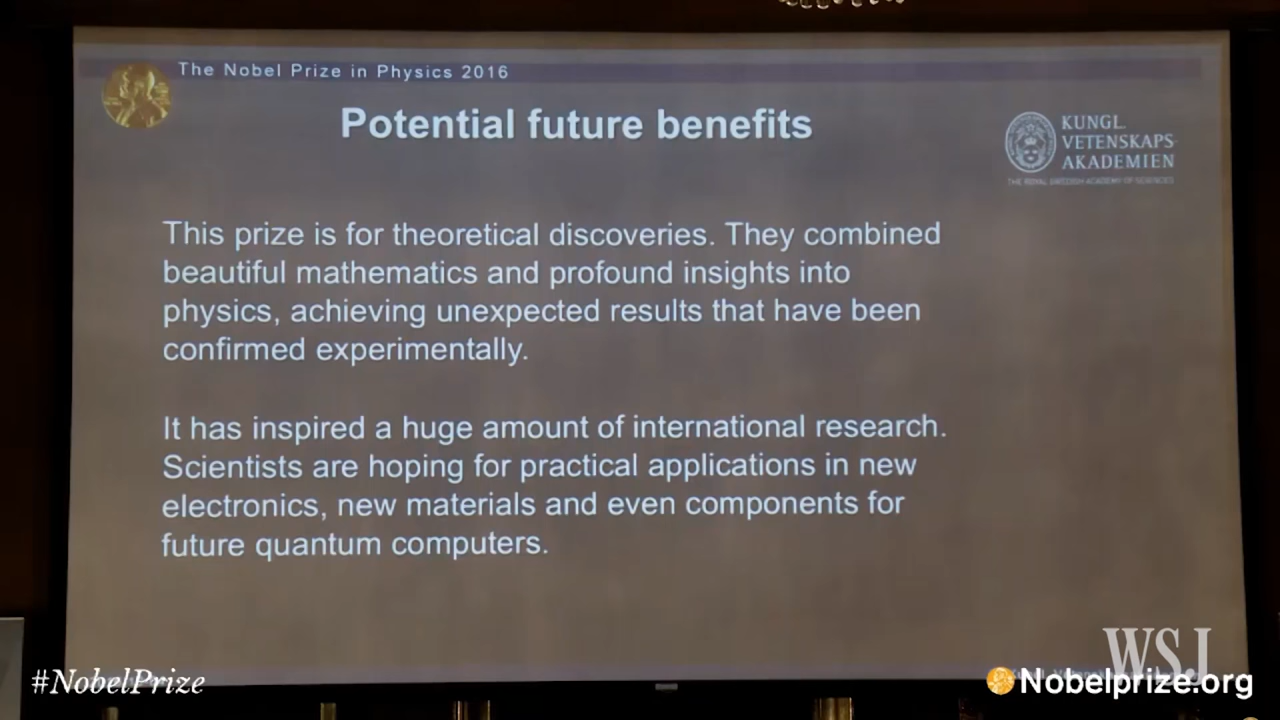 The Nobel Prize in Physics 2016
Potential future benefits
KUNGL.
VETENSKAPS-
AKADEMIEN
THE ROYAL SWEDISH ACADEMY OF SCIENCES
This prize is for theoretical discoveries. They combined
beautiful mathematics and profound insights into
physics, achieving unexpected results that have been
confirmed experimentally.
It has inspired a huge amount of international research.
Scientists are hoping for practical applications in new
electronics, new materials and even components for
future quantum computers.
WSJ
#NobelPrize
Nobelprize.org